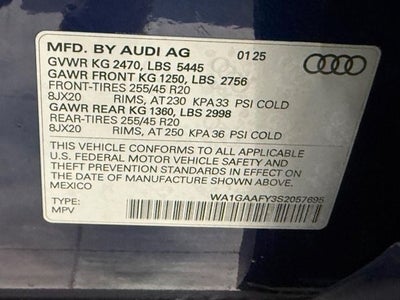 MFD. BY AUDI AG 01 25
GVWR KG 2470, LBS 5445
GAWR FRONT KG 1250, LBS 2756
FRONT-TIRES 255/45 R20
8JX20 RIMS, AT 230 KPA 33 PSI COLD
GAWR REAR KG 1360, LBS 2998
REAR-TIRES 255/45 R20
8JX20 RIMS, AT 250 KPA 36 PSI COLD
THIS VEHICLE CONFORMS TO ALL APPLICABLE
U.S. FEDERAL MOTOR VEHICLE SAFETY AND
THEFT PREVENTION STANDARDS IN EFFECT ON
THE DATE OF MANUFACTURE SHOWN ABOVE.
MEXICO
WA1GAAFY3S2057695
TYPE:
MPV